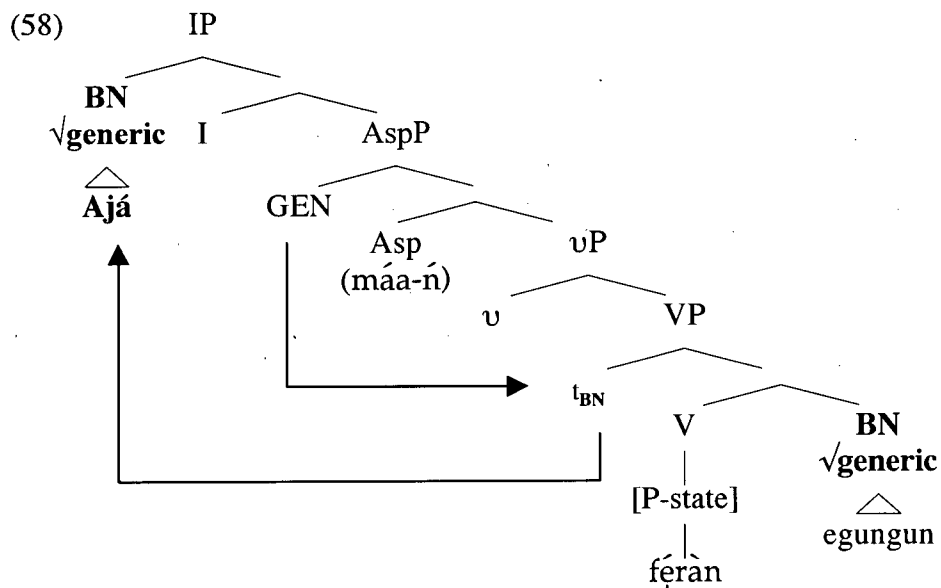 (58) IP
BN
√generic I AspP
Ajá GEN
Asp υP
(máa-ń)
υ VP
t_BN V BN
√generic
[P-state]
egungun
fẹ́ràn